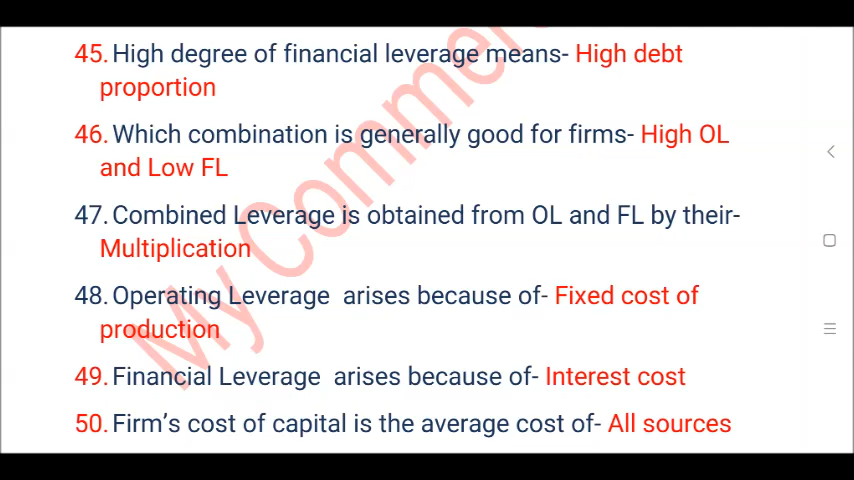 45. High degree of financial leverage means- High debt
proportion
46. Which combination is generally good for firms- High OL
and Low FL
47. Combined Leverage is obtained from OL and FL by their-
Multiplication
48. Operating Leverage arises because of- Fixed cost of
production
49. Financial Leverage arises because of- Interest cost
50. Firm's cost of capital is the average cost of- All sources
My Commer